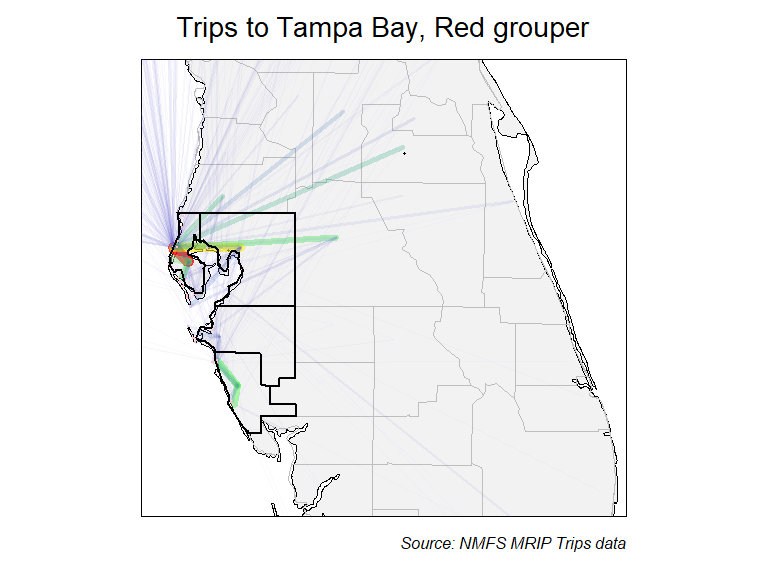 Trips to Tampa Bay, Red grouper
Source: NMFS MRIP Trips data